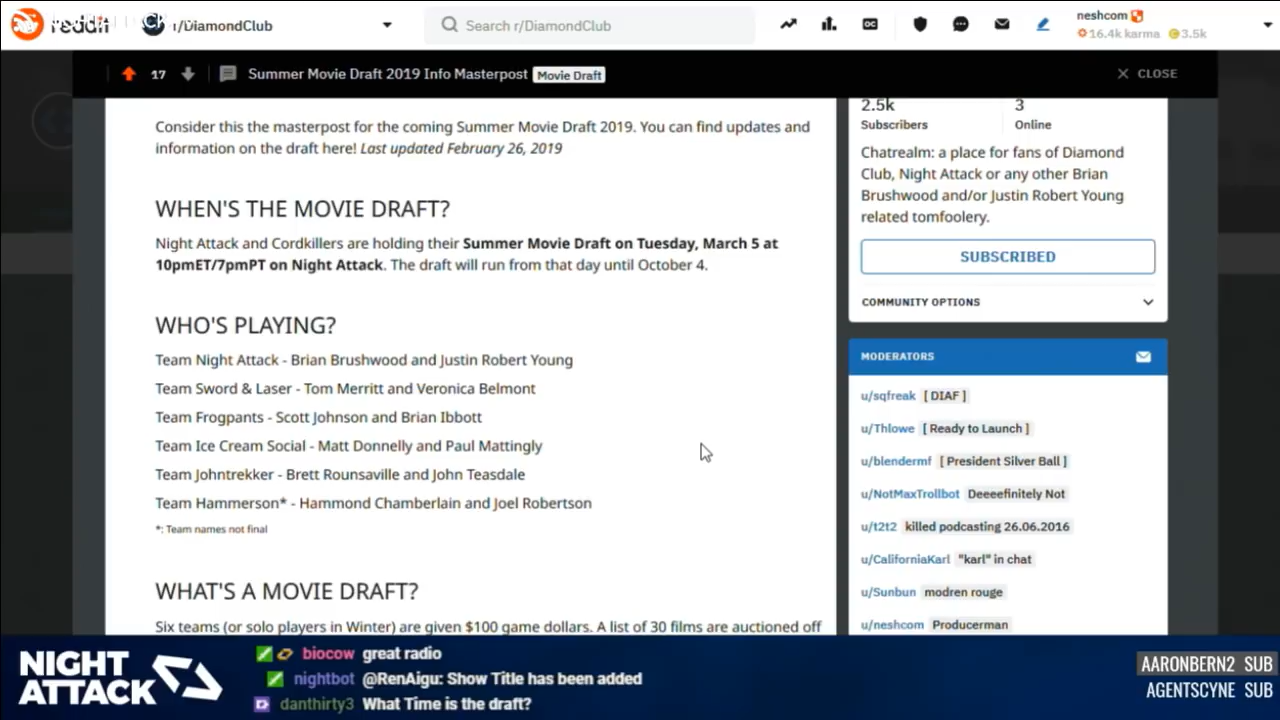 reddit
NIGHT ATTACK
r/DiamondClub
Search r/DiamondClub
neshcom
16.4k karma 3.5k
17 Summer Movie Draft 2019 Info Masterpost Movie Draft
CLOSE
Consider this the masterpost for the coming Summer Movie Draft 2019. You can find updates and
information on the draft here! Last updated February 26, 2019
WHEN'S THE MOVIE DRAFT?
Night Attack and Cordkillers are holding their Summer Movie Draft on Tuesday, March 5 at
10pmET/7pmPT on Night Attack. The draft will run from that day until October 4.
WHO'S PLAYING?
Team Night Attack - Brian Brushwood and Justin Robert Young
Team Sword & Laser - Tom Merritt and Veronica Belmont
Team Frogpants - Scott Johnson and Brian Ibbott
Team Ice Cream Social - Matt Donnelly and Paul Mattingly
Team Johntrekker - Brett Rounsaville and John Teasdale
Team Hammerson* - Hammond Chamberlain and Joel Robertson
*: Team names not final
WHAT'S A MOVIE DRAFT?
Six teams (or solo players in Winter) are given $100 game dollars. A list of 30 films are auctioned off
2.5k 3
Subscribers Online
Chatrealm: a place for fans of Diamond
Club, Night Attack or any other Brian
Brushwood and/or Justin Robert Young
related tomfoolery.
SUBSCRIBED
COMMUNITY OPTIONS
MODERATORS
u/sqfreak [ DIAF ]
u/Thlowe [ Ready to Launch ]
u/blendermf [ President Silver Ball ]
u/NotMaxTrollbot Deeeefinitely Not
u/t2t2 killed podcasting 26.06.2016
u/CaliforniaKarl "karl" in chat
u/Sunbun modren rouge
u/neshcom Producerman
NIGHT
ATTACK
biocow great radio
nightbot @RenAigu: Show Title has been added
danthirty3 What Time is the draft?
AARONBERN2 SUB
AGENTSCYNE SUB